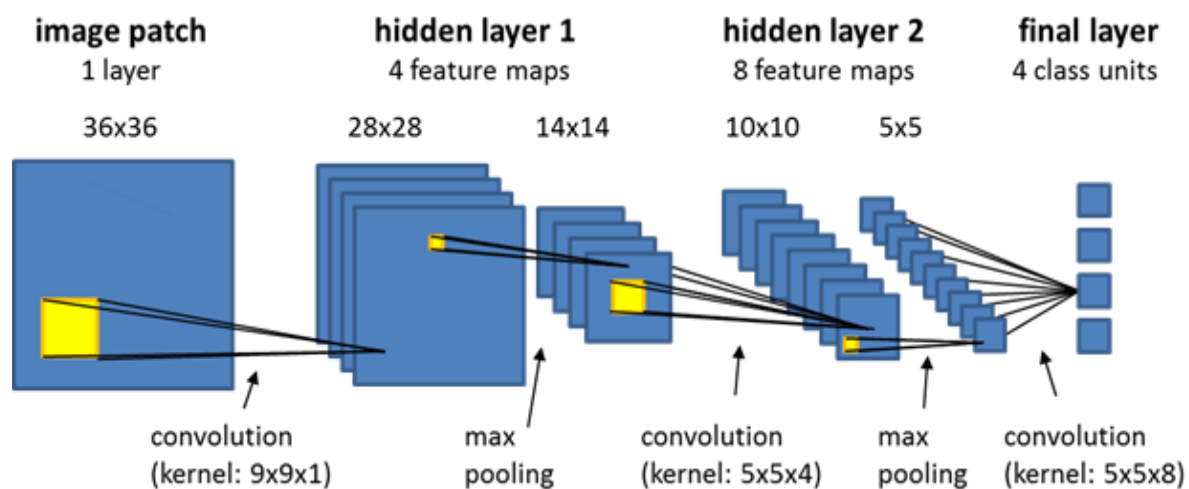 image patch
1 layer
hidden layer 1
4 feature maps
hidden layer 2
8 feature maps
final layer
4 class units
36x36
28x28
14x14
10x10
5x5
convolution
(kernel: 9x9x1)
max
pooling
convolution
(kernel: 5x5x4)
max
pooling
convolution
(kernel: 5x5x8)